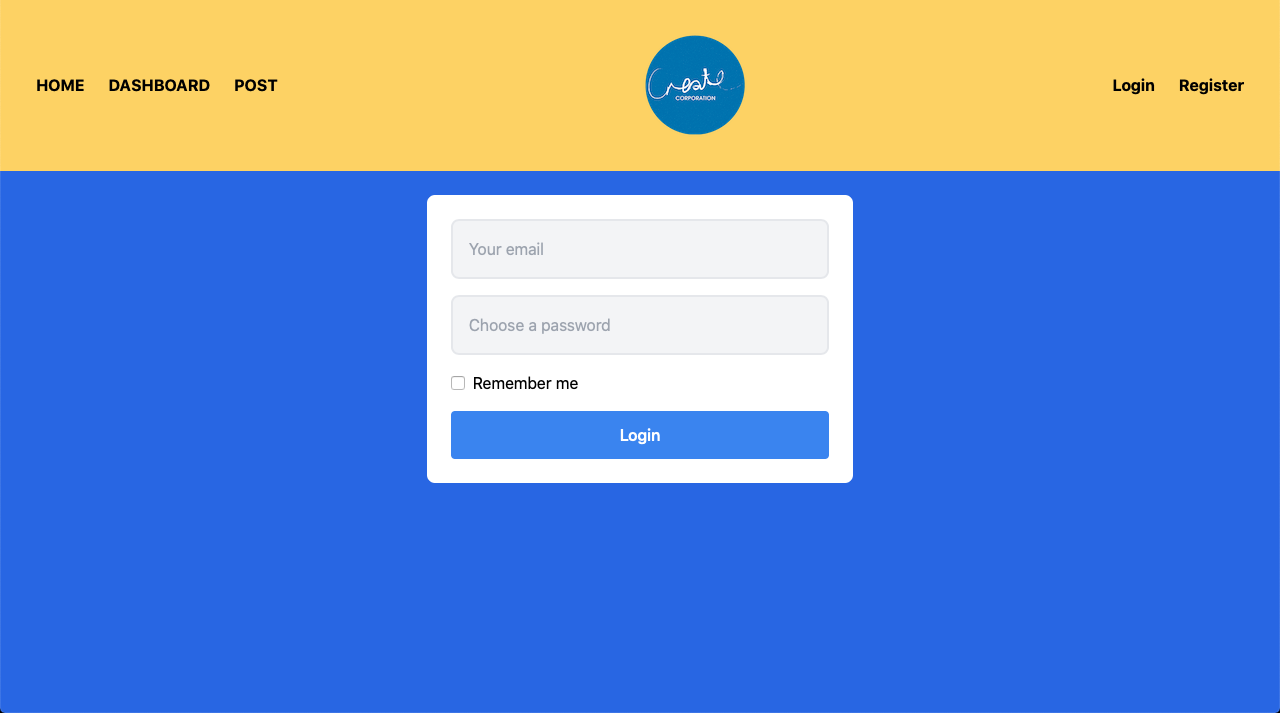 HOME DASHBOARD POST
Create
CORPORATION
Login Register
Your email
Choose a password
Remember me
Login